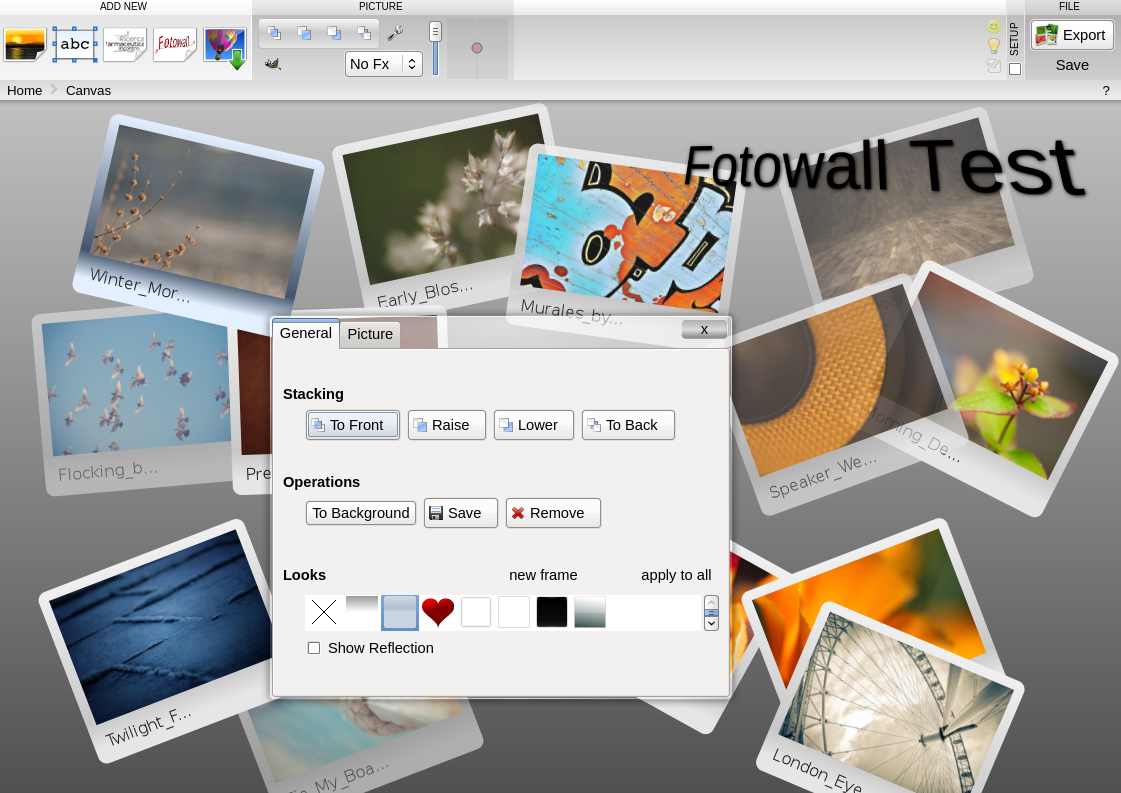 ADD NEW
PICTURE
FILE
abc
Ricerca
Fotowall
SETUP
Export
No Fx
Save
Home
Canvas
?
Fotowall Test
Winter_Mor...
Early_Blos...
Murales_by...
Flocking_b...
Pre
General
Picture
x
Stacking
To Front
Raise
Lower
To Back
Operations
To Background
Save
Remove
Looks
new frame
apply to all
Show Reflection
Speaker_We...
orning_De...
Twilight_F...
My_Boa...
London_Eye